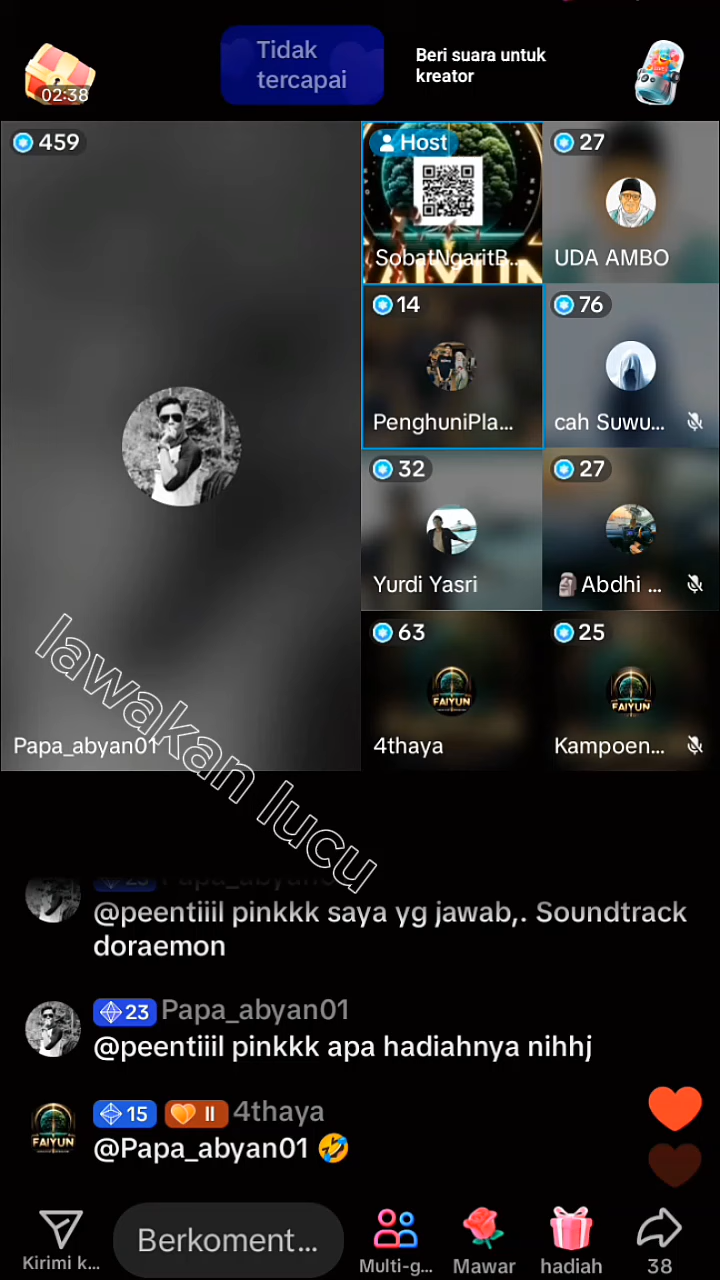 Tidak
tercapai
Beri suara untuk
kreator
02:38
459
Host
SobatNgaritB...
27
UDA AMBO
14
PenghuniPla...
76
cah Suwu...
32
Yurdi Yasri
27
Abdhi ...
63
4thaya
25
Kampoen...
Papa_abyan01
lawakan lucu
FAIYUN
FAIYUN
23 Papa_abyan01
@peentiiil pinkkk saya yg jawab,. Soundtrack
doraemon
23 Papa_abyan01
@peentiiil pinkkk apa hadiahnya nihhj
15 II 4thaya
@Papa_abyan01 🤣
FAIYUN
Berkoment...
Kirimi k...
Multi-g...
Mawar
hadiah
38